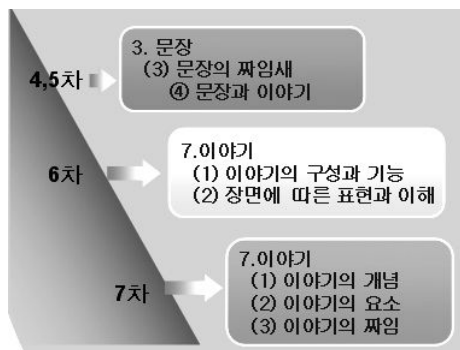 4,5차
3. 문장
(3) 문장의 짜임새
④ 문장과 이야기
6차
7.이야기
(1) 이야기의 구성과 기능
(2) 장면에 따른 표현과 이해
7차
7.이야기
(1) 이야기의 개념
(2) 이야기의 요소
(3) 이야기의 짜임